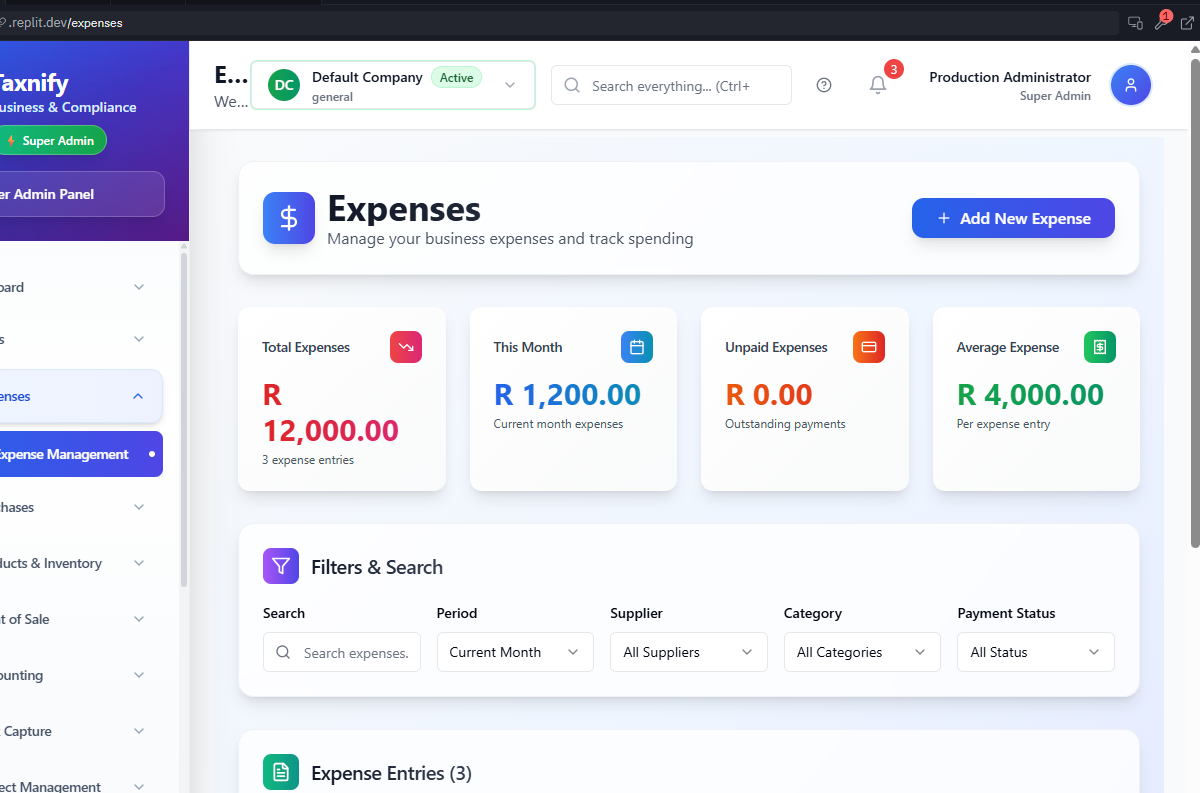 .replit.dev/expenses
1
Taxnify
Business & Compliance
Super Admin
er Admin Panel
oard
s
enses
Expense Management
hases
ducts & Inventory
t of Sale
ounting
Capture
ect Management
E...
We...
DC
Default Company
Active
general
Search everything... (Ctrl+
3
Production Administrator
Super Admin
$
Expenses
Manage your business expenses and track spending
+ Add New Expense
Total Expenses
R
12,000.00
3 expense entries
This Month
R 1,200.00
Current month expenses
Unpaid Expenses
R 0.00
Outstanding payments
Average Expense
R 4,000.00
Per expense entry
Filters & Search
Search
Search expenses.
Period
Current Month
Supplier
All Suppliers
Category
All Categories
Payment Status
All Status
Expense Entries (3)